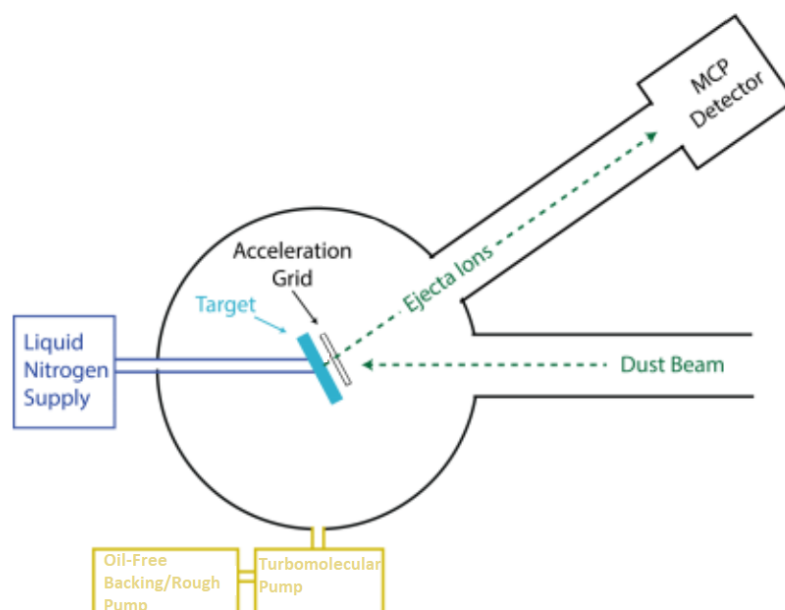 MCP
Detector
Acceleration
Grid
Ejecta Ions
Target
Liquid
Nitrogen
Supply
Dust Beam
Oil-Free
Backing/Rough
Pump
Turbomolecular
Pump